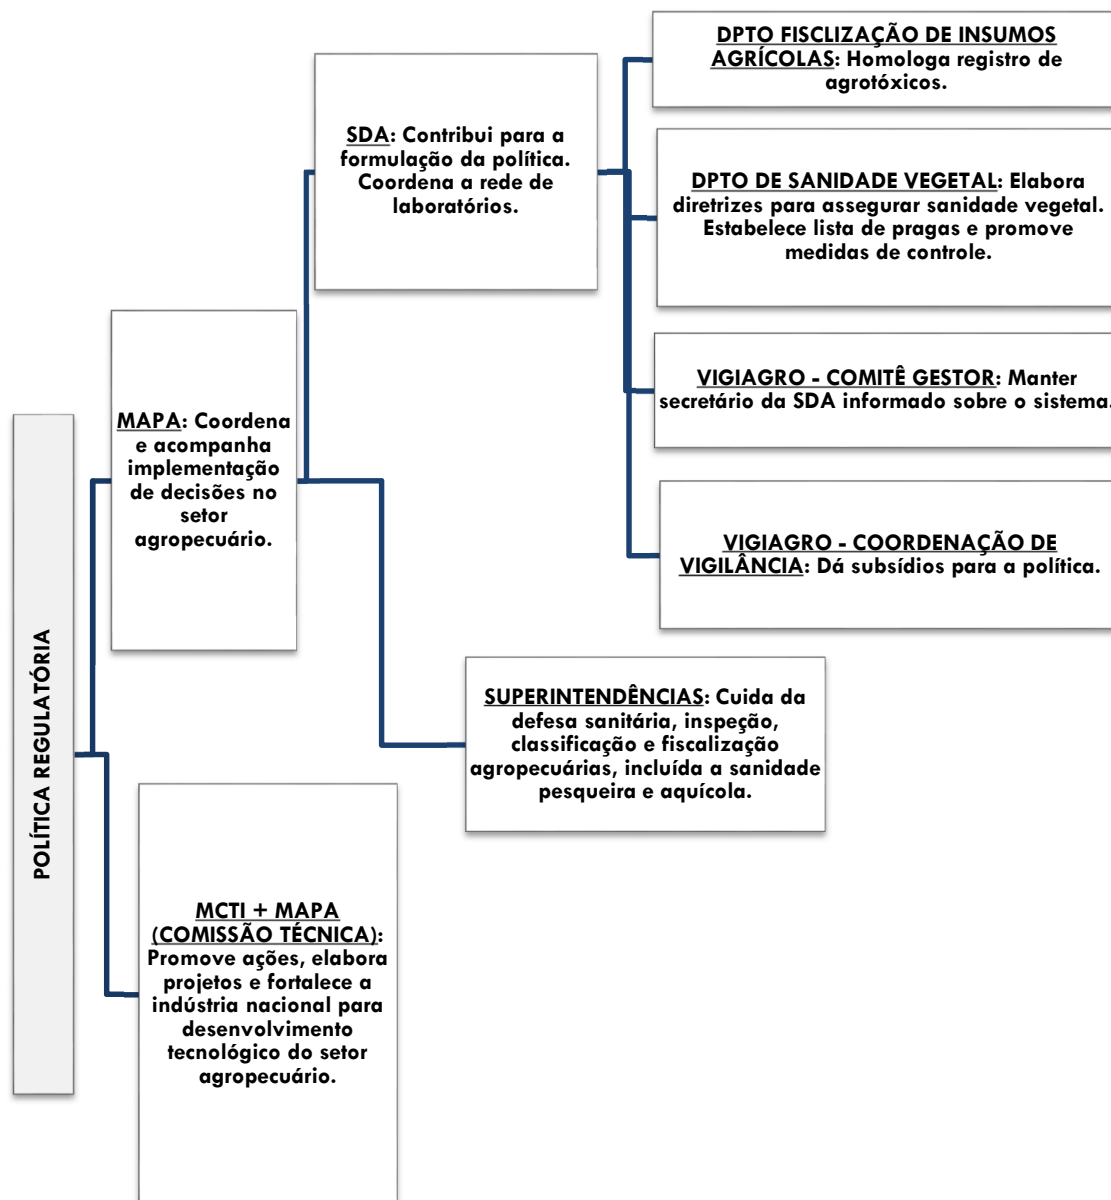 POLÍTICA REGULATÓRIA
MAPA: Coordena
e acompanha
implementação
de decisões no
setor
agropecuário.
SDA: Contribui para a
formulação da política.
Coordena a rede de
laboratórios.
DPTO FISCLIZAÇÃO DE INSUMOS
AGRÍCOLAS: Homologa registro de
agrotóxicos.
DPTO DE SANIDADE VEGETAL: Elabora
diretrizes para assegurar sanidade vegetal.
Estabelece lista de pragas e promove
medidas de controle.
VIGIAGRO - COMITÊ GESTOR: Manter
secretário da SDA informado sobre o sistema.
VIGIAGRO - COORDENAÇÃO DE
VIGILÂNCIA: Dá subsídios para a política.
SUPERINTENDÊNCIAS: Cuida da
defesa sanitária, inspeção,
classificação e fiscalização
agropecuárias, incluída a sanidade
pesqueira e aquícola.
MCTI + MAPA
(COMISSÃO TÉCNICA):
Promove ações, elabora
projetos e fortalece a
indústria nacional para
desenvolvimento
tecnológico do setor
agropecuário.